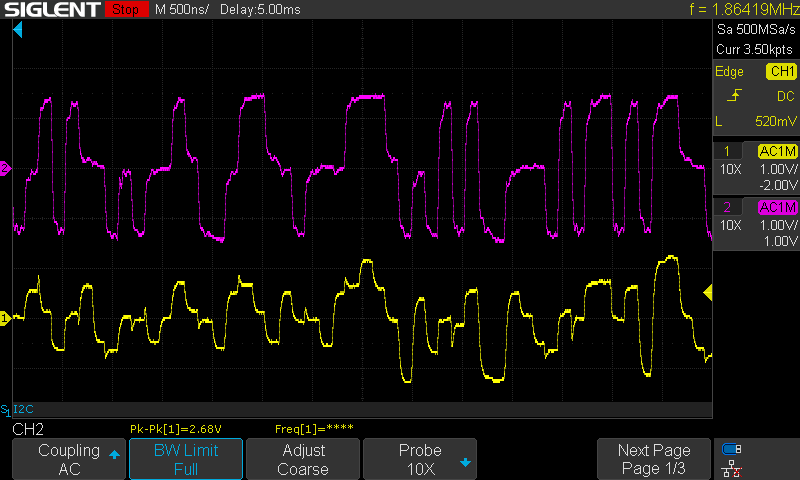 SIGLENT Stop M 500ns/ Delay:5.00ms f = 1.86419MHz
Sa 500MSa/s
Curr 3.50kpts
Edge CH1
DC
L 520mV
1 AC1M
10X 1.00V/
-2.00V
2 AC1M
10X 1.00V/
1.00V
2
1
S1 I2C
CH2 Pk-Pk[1]=2.68V Freq[1]=****
Coupling BW Limit Adjust Probe Next Page
AC Full Coarse 10X Page 1/3